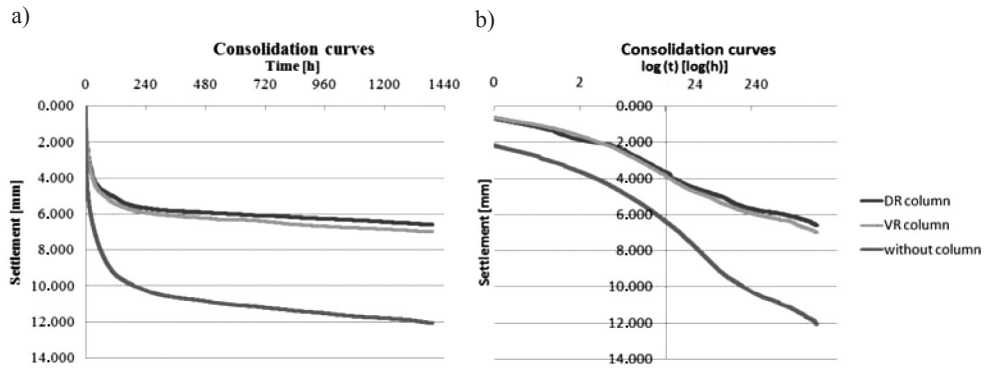 a)
Consolidation curves
Time [h]
0 240 480 720 960 1200 1440
0.000
2.000
4.000
6.000
8.000
10.000
12.000
14.000
Settlement [mm]
b)
Consolidation curves
log (t) [log(h)]
0 2 24 240
0.000
2.000
4.000
6.000
8.000
10.000
12.000
14.000
Settlement [mm]
DR column
VR column
without column